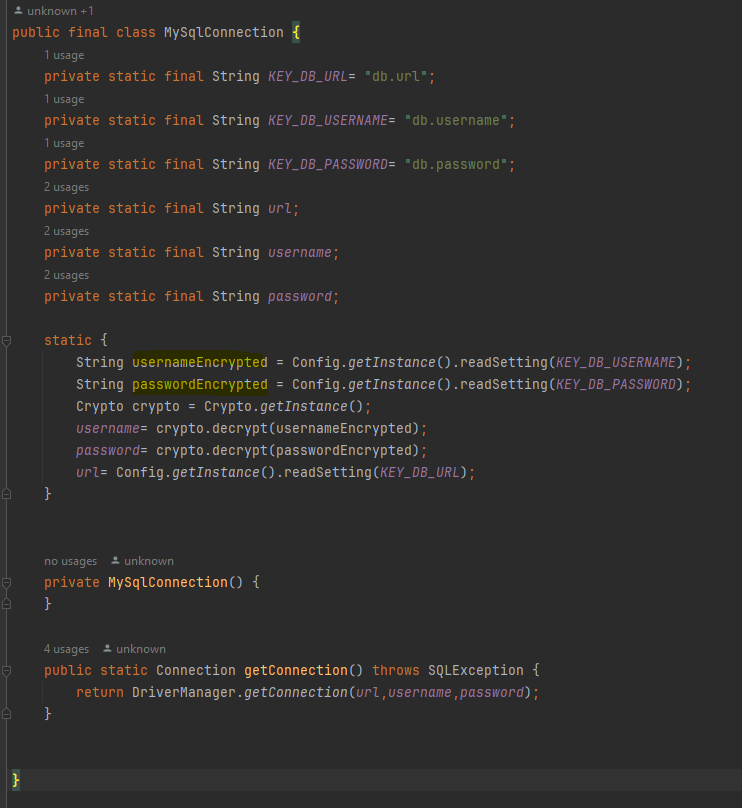 unknown +1
public final class MySqlConnection {
1 usage
private static final String KEY_DB_URL= "db.url";
1 usage
private static final String KEY_DB_USERNAME= "db.username";
1 usage
private static final String KEY_DB_PASSWORD= "db.password";
2 usages
private static final String url;
2 usages
private static final String username;
2 usages
private static final String password;
static {
String usernameEncrypted = Config.getInstance().readSetting(KEY_DB_USERNAME);
String passwordEncrypted = Config.getInstance().readSetting(KEY_DB_PASSWORD);
Crypto crypto = Crypto.getInstance();
username= crypto.decrypt(usernameEncrypted);
password= crypto.decrypt(passwordEncrypted);
url= Config.getInstance().readSetting(KEY_DB_URL);
}
no usages unknown
private MySqlConnection() {
}
4 usages unknown
public static Connection getConnection() throws SQLException {
return DriverManager.getConnection(url,username,password);
}
}